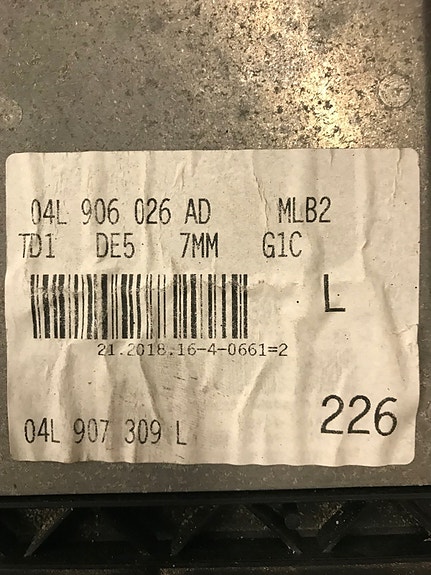 04L 906 026 AD MLB2
TD1 DE5 7MM G1C
L
21.2018.16-4-0661=2
226
04L 907 309 L